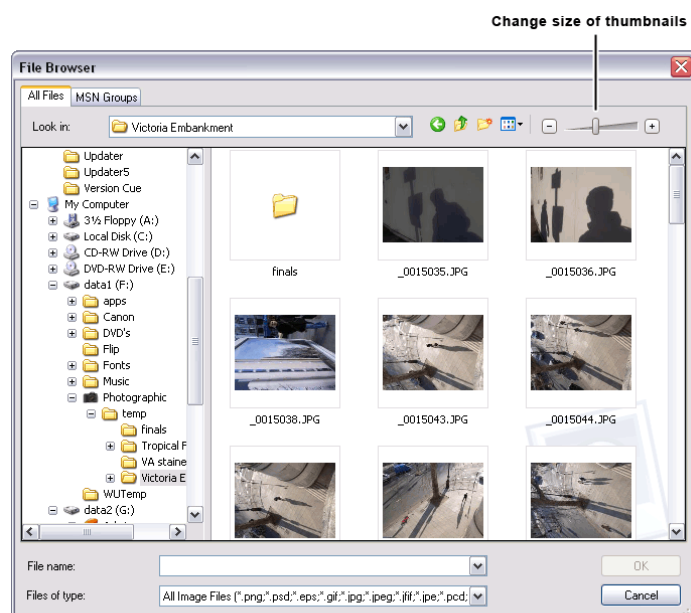 Change size of thumbnails
File Browser
All Files
MSN Groups
Look in:
Victoria Embankment
Updater
Updater5
Version Cue
My Computer
3½ Floppy (A:)
Local Disk (C:)
CD-RW Drive (D:)
DVD-RW Drive (E:)
data1 (F:)
apps
Canon
DVD's
Flip
Fonts
Music
Photographic
temp
finals
Tropical F
VA staine
Victoria E
WUTemp
data2 (G:)
finals
_0015035.JPG
_0015036.JPG
_0015038.JPG
_0015043.JPG
_0015044.JPG
File name:
OK
Files of type:
All Image Files (*.png;*.psd;*.eps;*.gif;*.jpg;*.jpeg;*.jfif;*.jpe;*.pcd;
Cancel